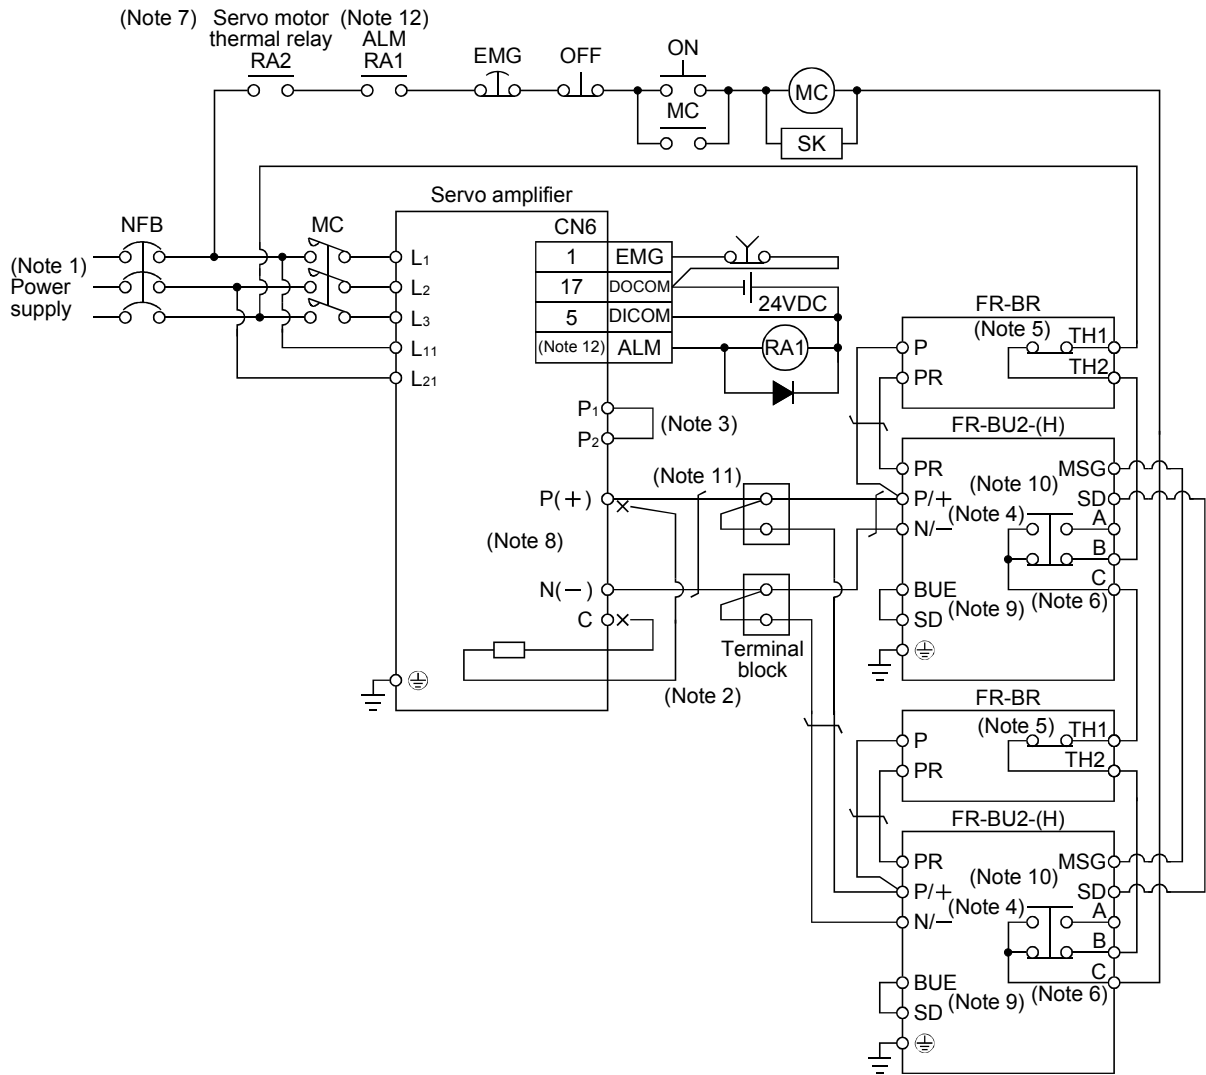 (Note 7) Servo motor (Note 12)
thermal relay ALM
RA2 RA1 EMG OFF ON
MC
MC
SK
Servo amplifier
NFB MC CN6
(Note 1)
Power
supply
L1 1 EMG
L2 17 DOCOM
24VDC
L3 5 DICOM
L11 (Note 12) ALM RA1
L21
P1
P2
(Note 3)
FR-BR
(Note 5)
P TH1
PR TH2
FR-BU2-(H)
PR MSG
(Note 10)
P/+ SD
(Note 4) A
N/− B
C
BUE (Note 9) (Note 6)
SD
(Note 11)
P(+)
(Note 8)
N(−)
C
Terminal
block
(Note 2)
FR-BR
(Note 5)
P TH1
PR TH2
FR-BU2-(H)
PR MSG
(Note 10)
P/+ SD
(Note 4) A
N/− B
C
BUE (Note 9) (Note 6)
SD